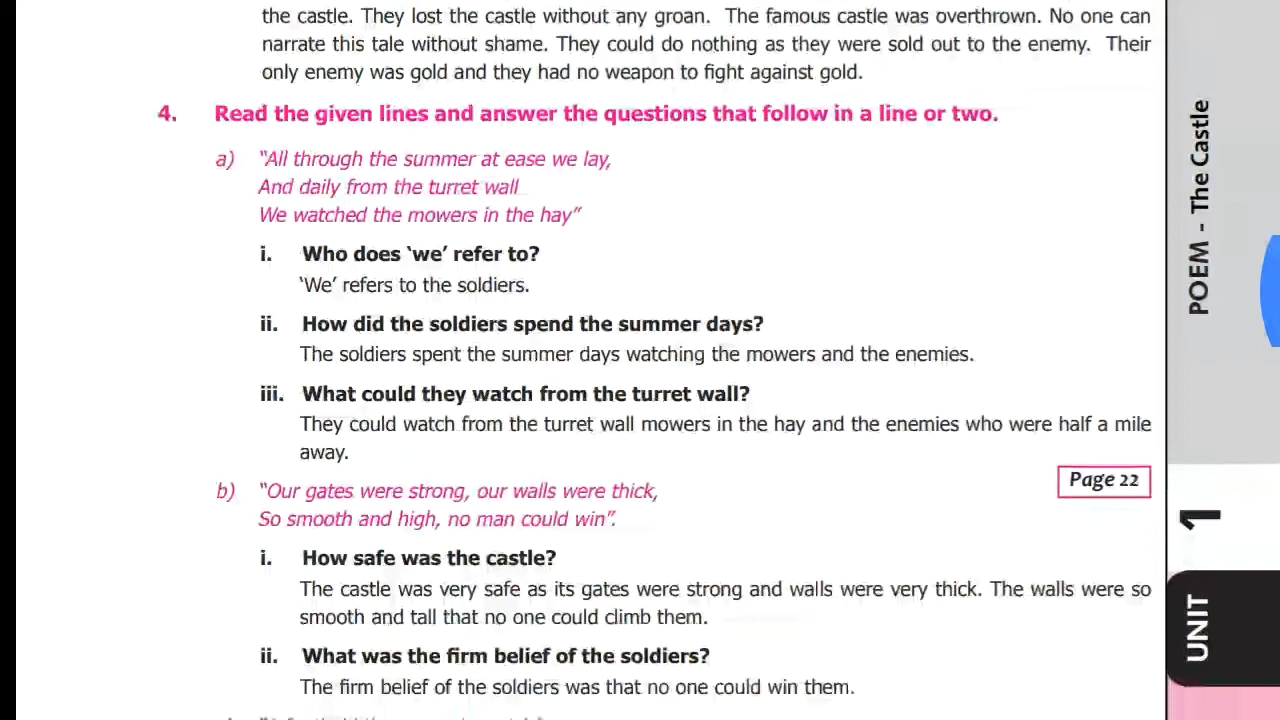 the castle. They lost the castle without any groan. The famous castle was overthrown. No one can
narrate this tale without shame. They could do nothing as they were sold out to the enemy. Their
only enemy was gold and they had no weapon to fight against gold.
4. Read the given lines and answer the questions that follow in a line or two.
a) “All through the summer at ease we lay,
And daily from the turret wall
We watched the mowers in the hay”
i. Who does ‘we’ refer to?
‘We’ refers to the soldiers.
ii. How did the soldiers spend the summer days?
The soldiers spent the summer days watching the mowers and the enemies.
iii. What could they watch from the turret wall?
They could watch from the turret wall mowers in the hay and the enemies who were half a mile
away.
Page 22
b) “Our gates were strong, our walls were thick,
So smooth and high, no man could win”.
i. How safe was the castle?
The castle was very safe as its gates were strong and walls were very thick. The walls were so
smooth and tall that no one could climb them.
ii. What was the firm belief of the soldiers?
The firm belief of the soldiers was that no one could win them.
POEM - The Castle
UNIT 1